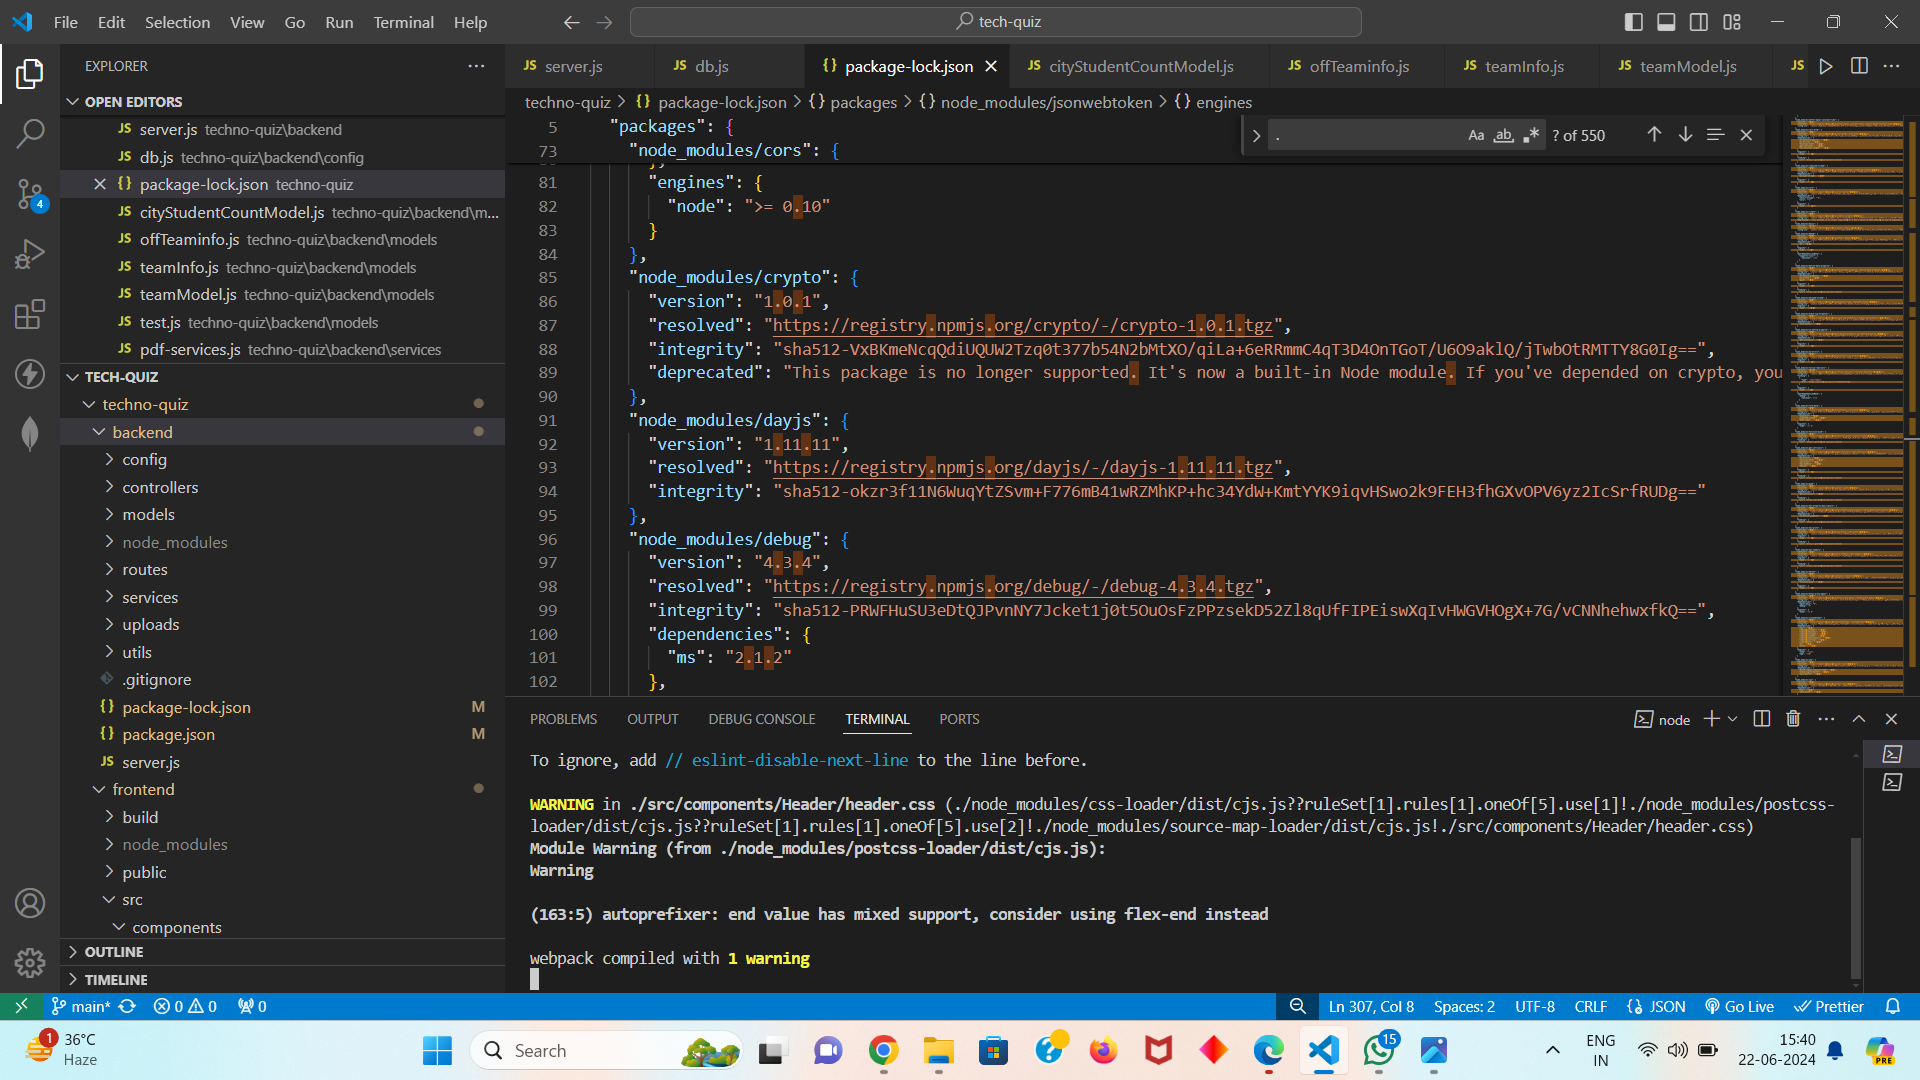 File Edit Selection View Go Run Terminal Help
tech-quiz
EXPLORER
OPEN EDITORS
server.js techno-quiz\backend
db.js techno-quiz\backend\config
package-lock.json techno-quiz
cityStudentCountModel.js techno-quiz\backend\m...
offTeaminfo.js techno-quiz\backend\models
teamInfo.js techno-quiz\backend\models
teamModel.js techno-quiz\backend\models
test.js techno-quiz\backend\models
pdf-services.js techno-quiz\backend\services
TECH-QUIZ
techno-quiz
backend
config
controllers
models
node_modules
routes
services
uploads
utils
.gitignore
package-lock.json M
package.json M
server.js
frontend
build
node_modules
public
src
components
OUTLINE
TIMELINE
4
JS server.js JS db.js {} package-lock.json JS cityStudentCountModel.js JS offTeaminfo.js JS teamInfo.js JS teamModel.js JS
techno-quiz > {} package-lock.json > {} packages > {} node_modules/jsonwebtoken > {} engines
. Aa ab .* ? of 550
5 "packages": {
73 "node_modules/cors": {
81 "engines": {
82 "node": ">= 0.10"
83 }
84 },
85 "node_modules/crypto": {
86 "version": "1.0.1",
87 "resolved": "https://registry.npmjs.org/crypto/-/crypto-1.0.1.tgz",
88 "integrity": "sha512-VxBKmeNcqQdiUQUW2Tzq0t377b54N2bMtXO/qiLa+6eRRmmC4qT3D4OnTGoT/U6O9aklQ/jTwbOtRMTTY8G0Ig==",
89 "deprecated": "This package is no longer supported. It's now a built-in Node module. If you've depended on crypto, you
90 },
91 "node_modules/dayjs": {
92 "version": "1.11.11",
93 "resolved": "https://registry.npmjs.org/dayjs/-/dayjs-1.11.11.tgz",
94 "integrity": "sha512-okzr3f11N6WuqYtZSvm+F776mB41wRZMhKP+hc34YdW+KmtYYK9iqvHSwo2k9FEH3fhGXvOPV6yz2IcSrfRUDg=="
95 },
96 "node_modules/debug": {
97 "version": "4.3.4",
98 "resolved": "https://registry.npmjs.org/debug/-/debug-4.3.4.tgz",
99 "integrity": "sha512-PRWFHuSU3eDtQJPvnNY7Jcket1j0t5OuOsFzPPzsekD52Zl8qUfFIPEiswXqIvHWGVHOgX+7G/vCNNhehwxfkQ==",
100 "dependencies": {
101 "ms": "2.1.2"
102 },
PROBLEMS OUTPUT DEBUG CONSOLE TERMINAL PORTS
node
To ignore, add // eslint-disable-next-line to the line before.
WARNING in ./src/components/Header/header.css (./node_modules/css-loader/dist/cjs.js??ruleSet[1].rules[1].oneOf[5].use[1]!./node_modules/postcss-
loader/dist/cjs.js??ruleSet[1].rules[1].oneOf[5].use[2]!./node_modules/source-map-loader/dist/cjs.js!./src/components/Header/header.css)
Module Warning (from ./node_modules/postcss-loader/dist/cjs.js):
Warning
(163:5) autoprefixer: end value has mixed support, consider using flex-end instead
webpack compiled with 1 warning
main* 0 0 0 Ln 307, Col 8 Spaces: 2 UTF-8 CRLF {} JSON Go Live Prettier
1 36°C
Haze
Search
15
PRE
ENG
IN
15:40
22-06-2024